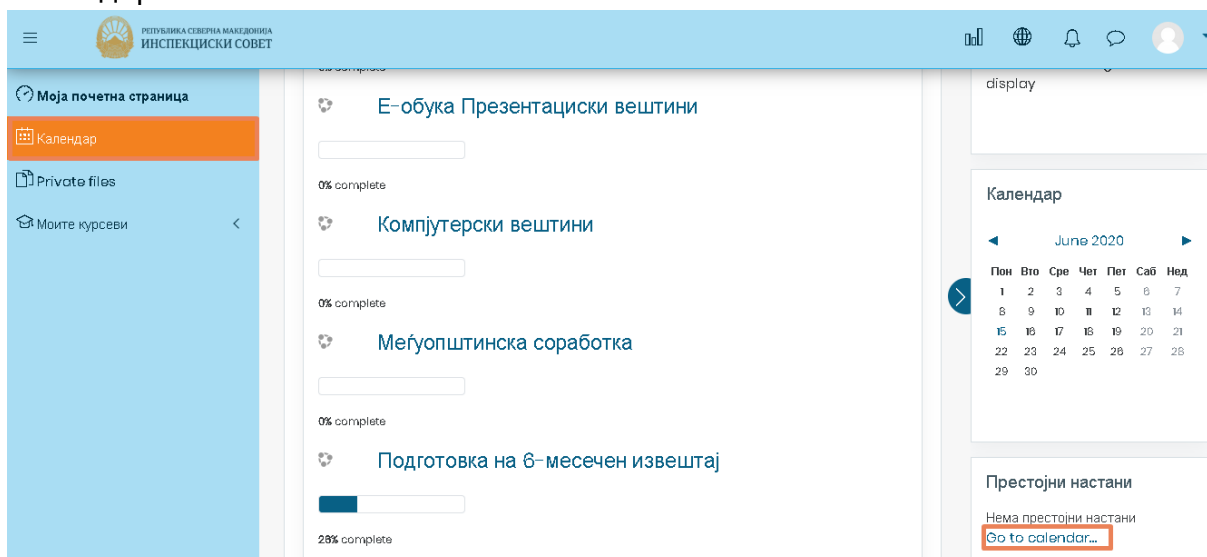 РЕПУБЛИКА СЕВЕРНА МАКЕДОНИЈА
ИНСПЕКЦИСКИ СОВЕТ
Моја почетна страница
Календар
Private files
Моите курсеви
Е-обука Презентациски вештини
0% complete
Компјутерски вештини
0% complete
Меѓуопштинска соработка
0% complete
Подготовка на 6-месечен извештај
28% complete
display
Календар
June 2020
Пон Вто Сре Чет Пет Саб Нед
1 2 3 4 5 6 7
8 9 10 11 12 13 14
15 16 17 18 19 20 21
22 23 24 25 26 27 28
29 30
Престојни настани
Нема престојни настани
Go to calendar...